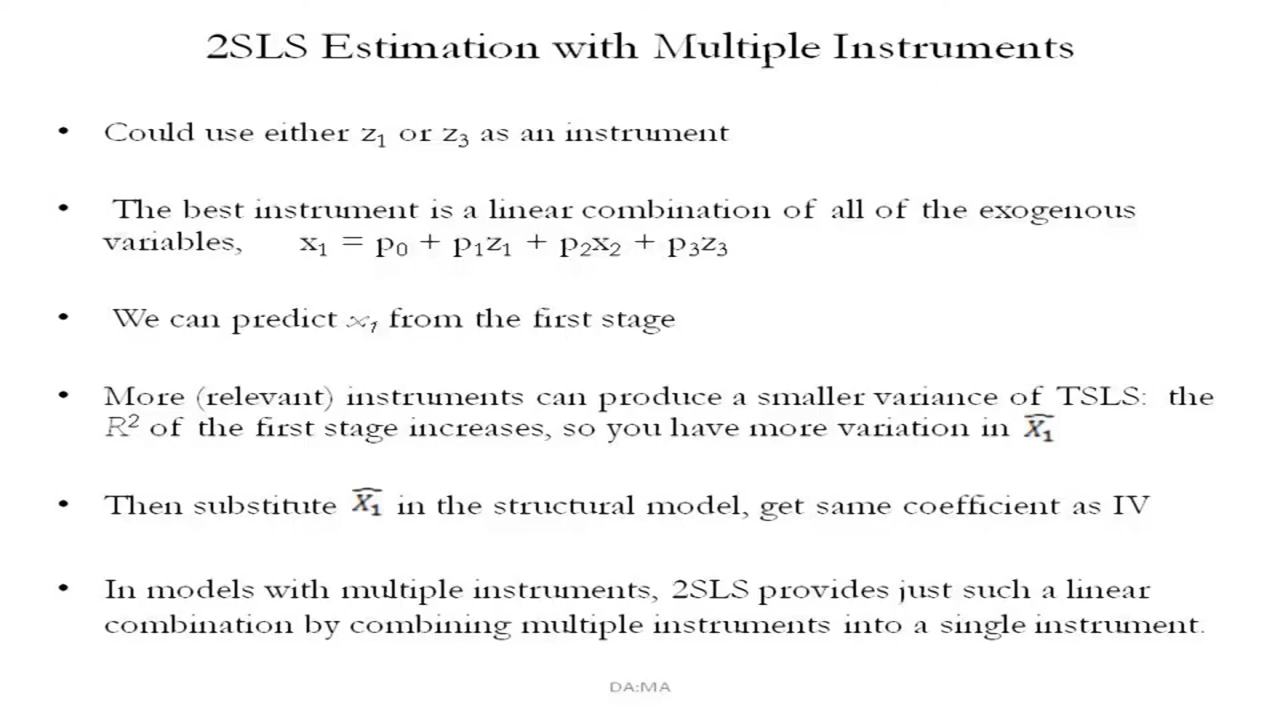 2SLS Estimation with Multiple Instruments
• Could use either z₁ or z₃ as an instrument
• The best instrument is a linear combination of all of the exogenous
variables, x₁ = p₀ + p₁z₁ + p₂x₂ + p₃z₃
• We can predict x₁ from the first stage
• More (relevant) instruments can produce a smaller variance of TSLS: the
R² of the first stage increases, so you have more variation in X̂₁
• Then substitute X̂₁ in the structural model, get same coefficient as IV
• In models with multiple instruments, 2SLS provides just such a linear
combination by combining multiple instruments into a single instrument.
DA:MA